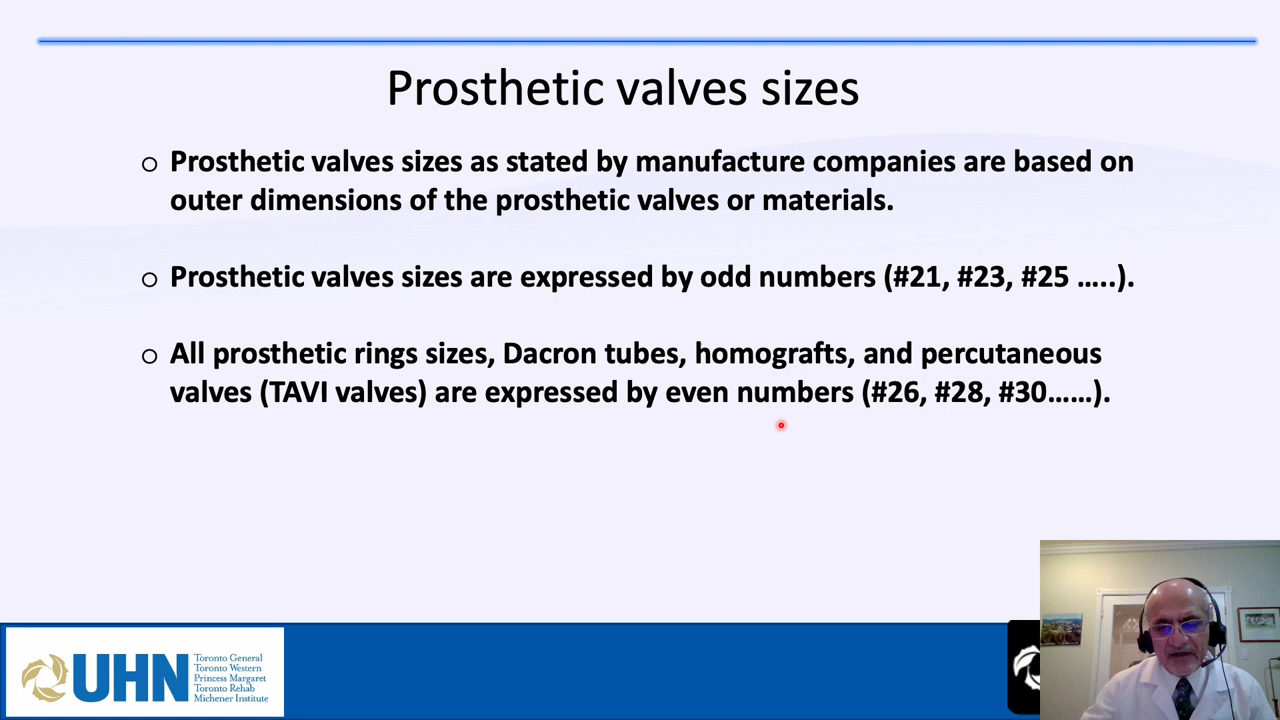 Prosthetic valves sizes
○ Prosthetic valves sizes as stated by manufacture companies are based on
outer dimensions of the prosthetic valves or materials.
○ Prosthetic valves sizes are expressed by odd numbers (#21, #23, #25 …..).
○ All prosthetic rings sizes, Dacron tubes, homografts, and percutaneous
valves (TAVI valves) are expressed by even numbers (#26, #28, #30……).
UHN
Toronto General
Toronto Western
Princess Margaret
Toronto Rehab
Michener Institute